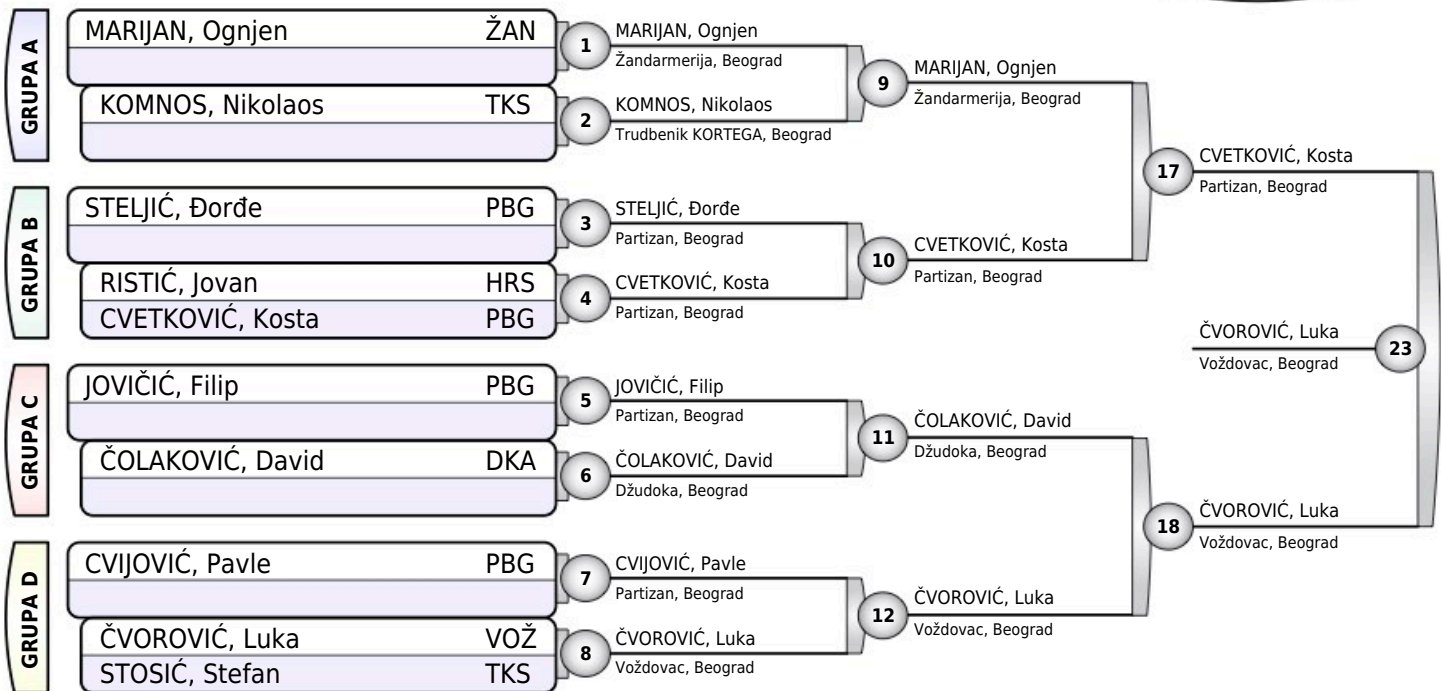 GRUPA A
MARIJAN, Ognjen ŽAN
KOMNOS, Nikolaos TKS
GRUPA B
STELJIĆ, Đorđe PBG
RISTIĆ, Jovan HRS
CVETKOVIĆ, Kosta PBG
GRUPA C
JOVIČIĆ, Filip PBG
ČOLAKOVIĆ, David DKA
GRUPA D
CVIJOVIĆ, Pavle PBG
ČVOROVIĆ, Luka VOŽ
STOSIĆ, Stefan TKS
1
MARIJAN, Ognjen
Žandarmerija, Beograd
2
KOMNOS, Nikolaos
Trudbenik KORTEGA, Beograd
3
STELJIĆ, Đorđe
Partizan, Beograd
4
CVETKOVIĆ, Kosta
Partizan, Beograd
5
JOVIČIĆ, Filip
Partizan, Beograd
6
ČOLAKOVIĆ, David
Džudoka, Beograd
7
CVIJOVIĆ, Pavle
Partizan, Beograd
8
ČVOROVIĆ, Luka
Voždovac, Beograd
9
MARIJAN, Ognjen
Žandarmerija, Beograd
10
CVETKOVIĆ, Kosta
Partizan, Beograd
11
ČOLAKOVIĆ, David
Džudoka, Beograd
12
ČVOROVIĆ, Luka
Voždovac, Beograd
17
CVETKOVIĆ, Kosta
Partizan, Beograd
18
ČVOROVIĆ, Luka
Voždovac, Beograd
ČVOROVIĆ, Luka
Voždovac, Beograd
23